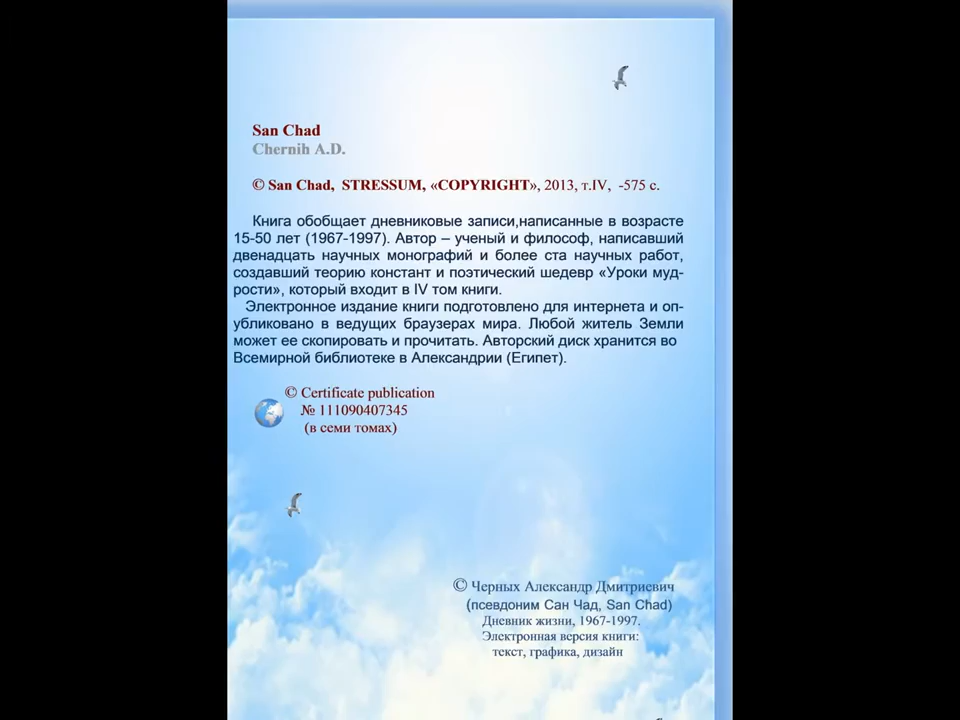 San Chad
Chernih A.D.
© San Chad, STRESSUM, «COPYRIGHT», 2013, т.IV, -575 с.
Книга обобщает дневниковые записи,написанные в возрасте
15-50 лет (1967-1997). Автор – ученый и философ, написавший
двенадцать научных монографий и более ста научных работ,
создавший теорию констант и поэтический шедевр «Уроки муд-
рости», который входит в IV том книги.
Электронное издание книги подготовлено для интернета и оп-
убликовано в ведущих браузерах мира. Любой житель Земли
может ее скопировать и прочитать. Авторский диск хранится во
Всемирной библиотеке в Александрии (Египет).
© Certificate publication
№ 111090407345
(в семи томах)
© Черных Александр Дмитриевич
(псевдоним Сан Чад, San Chad)
Дневник жизни, 1967-1997.
Электронная версия книги:
текст, графика, дизайн